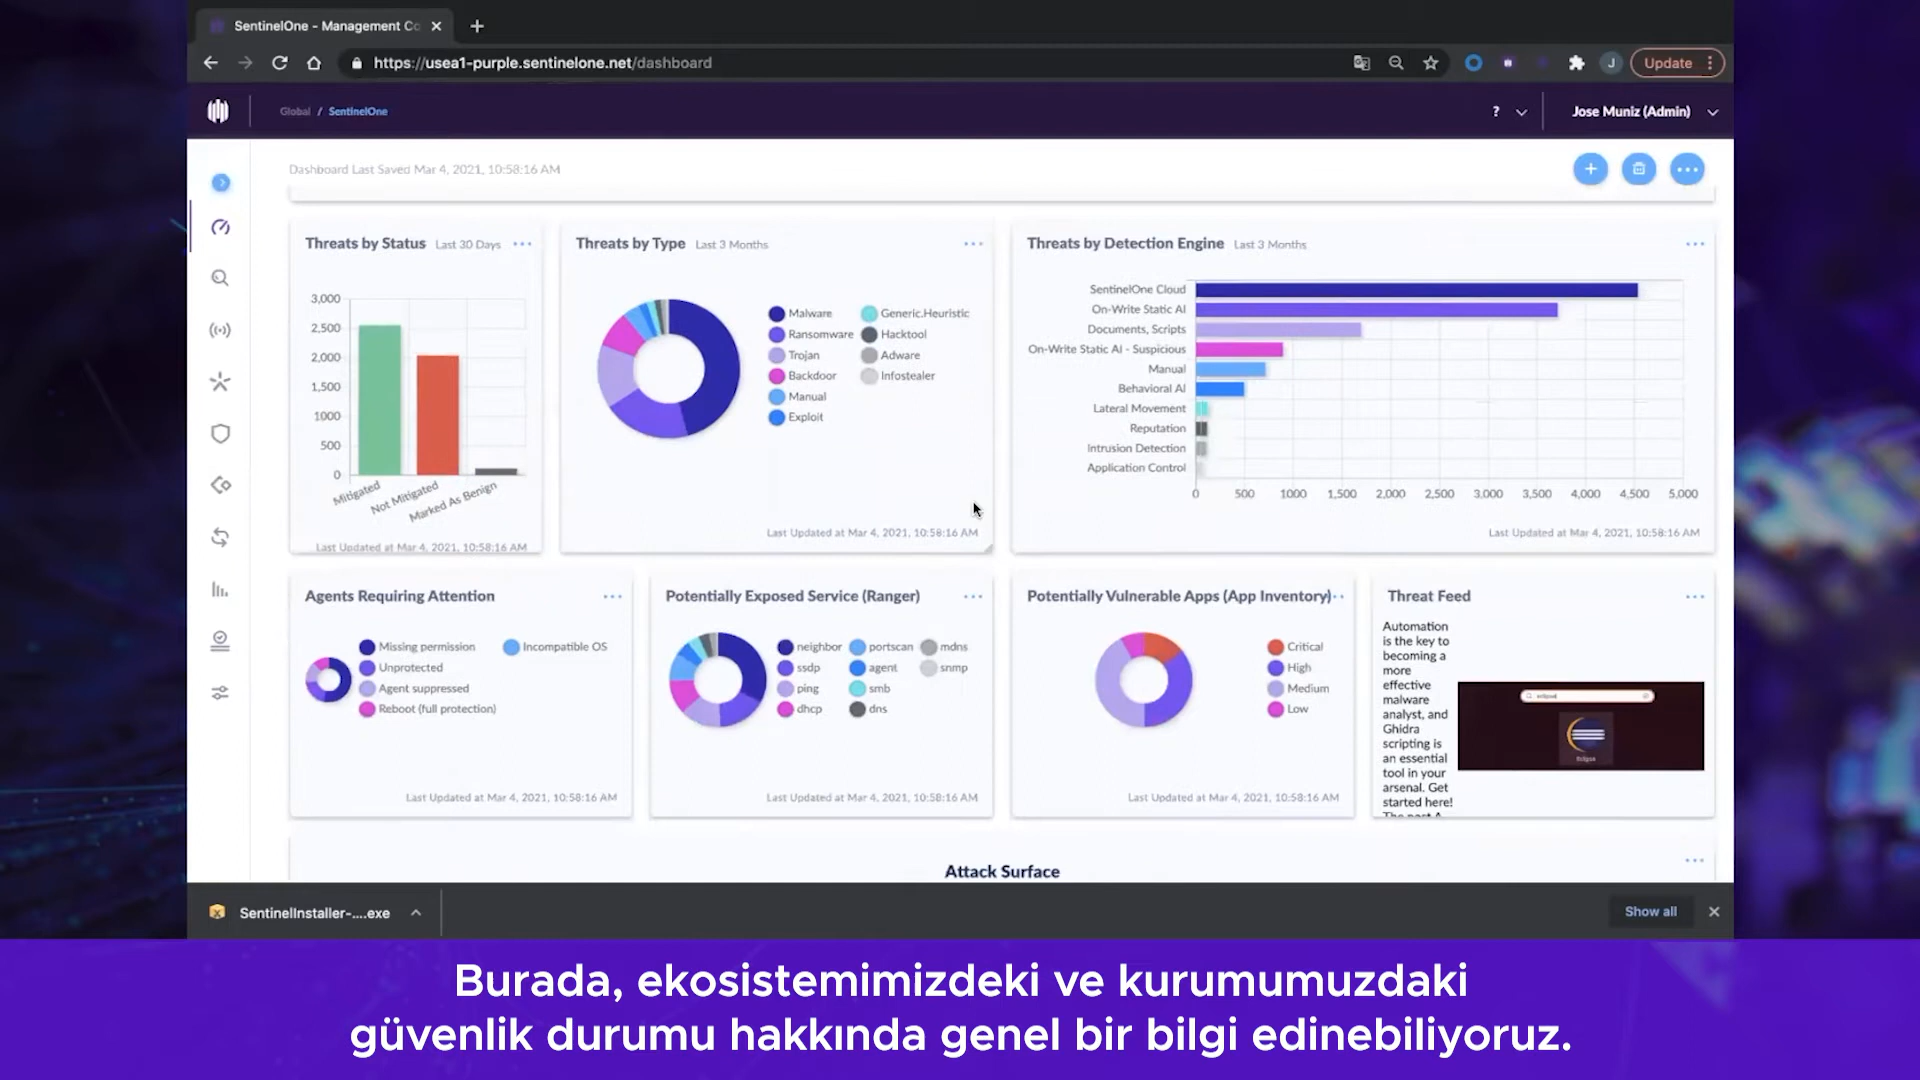 SentinelOne - Management Co
https://usea1-purple.sentinelone.net/dashboard
J
Update
Global / SentinelOne
?
Jose Muniz (Admin)
Dashboard Last Saved Mar 4, 2021, 10:58:16 AM
Threats by Status Last 30 Days
3,000
2,500
2,000
1,500
1000
500
0
Mitigated
Not Mitigated
Marked As Benign
Last Updated at Mar 4, 2021, 10:58:16 AM
Threats by Type Last 3 Months
Malware
Ransomware
Trojan
Backdoor
Manual
Exploit
Generic.Heuristic
Hacktool
Adware
Infostealer
Last Updated at Mar 4, 2021, 10:58:16 AM
Threats by Detection Engine Last 3 Months
SentinelOne Cloud
On-Write Static AI
Documents, Scripts
On-Write Static AI - Suspicious
Manual
Behavioral AI
Lateral Movement
Reputation
Intrusion Detection
Application Control
0 500 1000 1,500 2,000 2,500 3,000 3,500 4,000 4,500 5,000
Last Updated at Mar 4, 2021, 10:58:16 AM
Agents Requiring Attention
Missing permission
Unprotected
Agent suppressed
Reboot (full protection)
Incompatible OS
Last Updated at Mar 4, 2021, 10:58:16 AM
Potentially Exposed Service (Ranger)
neighbor
ssdp
ping
dhcp
portscan
agent
smb
dns
mdns
snmp
Last Updated at Mar 4, 2021, 10:58:16 AM
Potentially Vulnerable Apps (App Inventory)
Critical
High
Medium
Low
Last Updated at Mar 4, 2021, 10:58:16 AM
Threat Feed
Automation
is the key to
becoming a
more
effective
malware
analyst, and
Ghidra
scripting is
an essential
tool in your
arsenal. Get
started here!
Attack Surface
SentinelInstaller-....exe
Show all
Burada, ekosistemimizdeki ve kurumumuzdaki
güvenlik durumu hakkında genel bir bilgi edinebiliyoruz.